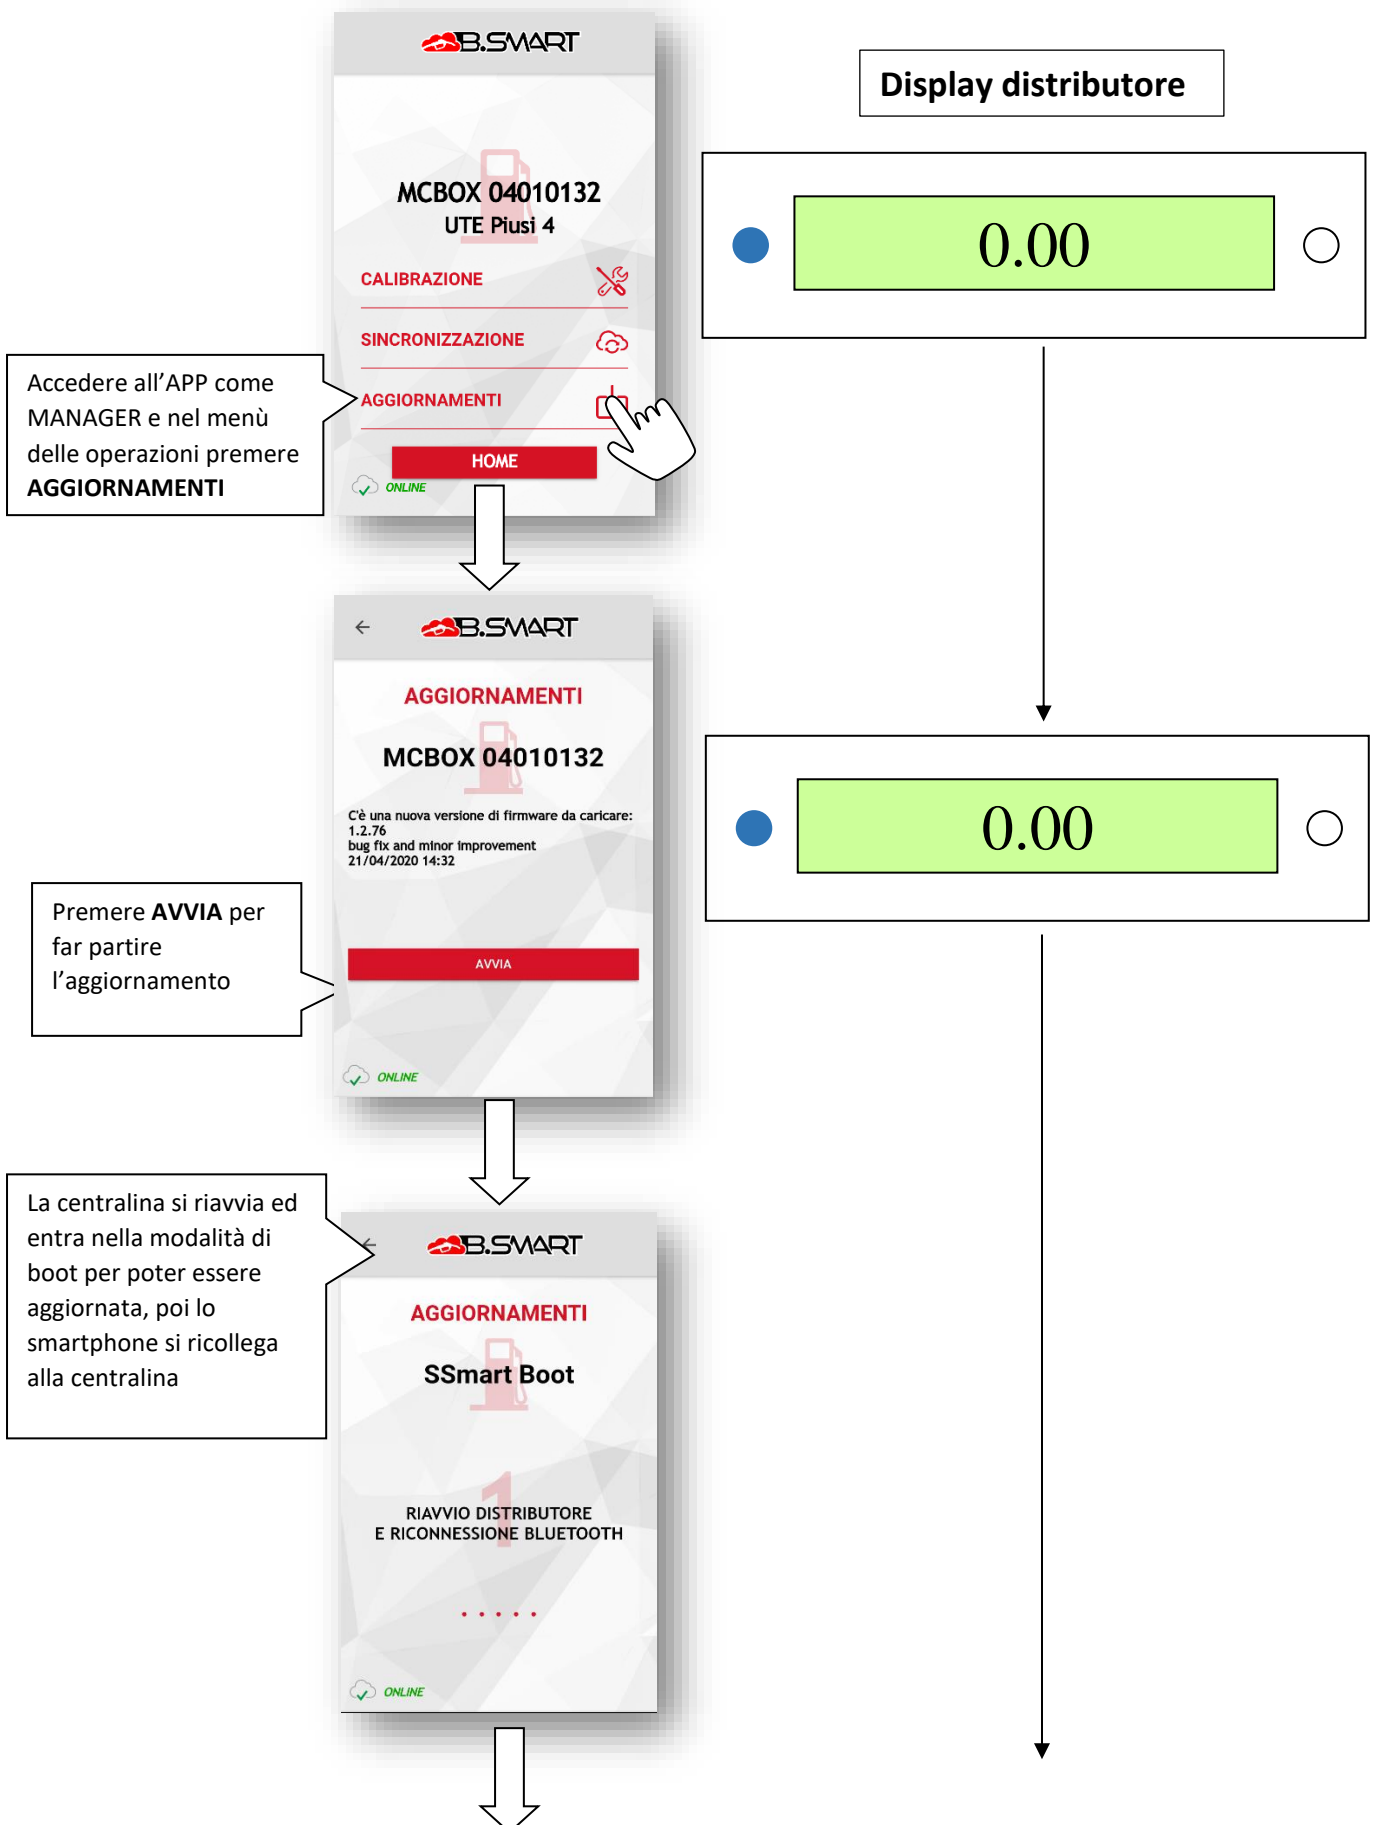 B.SMART
Display distributore
MCBOX 04010132
UTE Piusi 4
0.00
CALIBRAZIONE
SINCRONIZZAZIONE
AGGIORNAMENTI
HOME
ONLINE
Accedere all’APP come
MANAGER e nel menù
delle operazioni premere
AGGIORNAMENTI
B.SMART
AGGIORNAMENTI
MCBOX 04010132
C'è una nuova versione di firmware da caricare:
1.2.76
bug fix and minor improvement
21/04/2020 14:32
0.00
AVVIA
ONLINE
Premere AVVIA per
far partire
l’aggiornamento
La centralina si riavvia ed
entra nella modalità di
boot per poter essere
aggiornata, poi lo
smartphone si ricollega
alla centralina
B.SMART
AGGIORNAMENTI
SSmart Boot
1
RIAVVIO DISTRIBUTORE
E RICONNESSIONE BLUETOOTH
.....
ONLINE